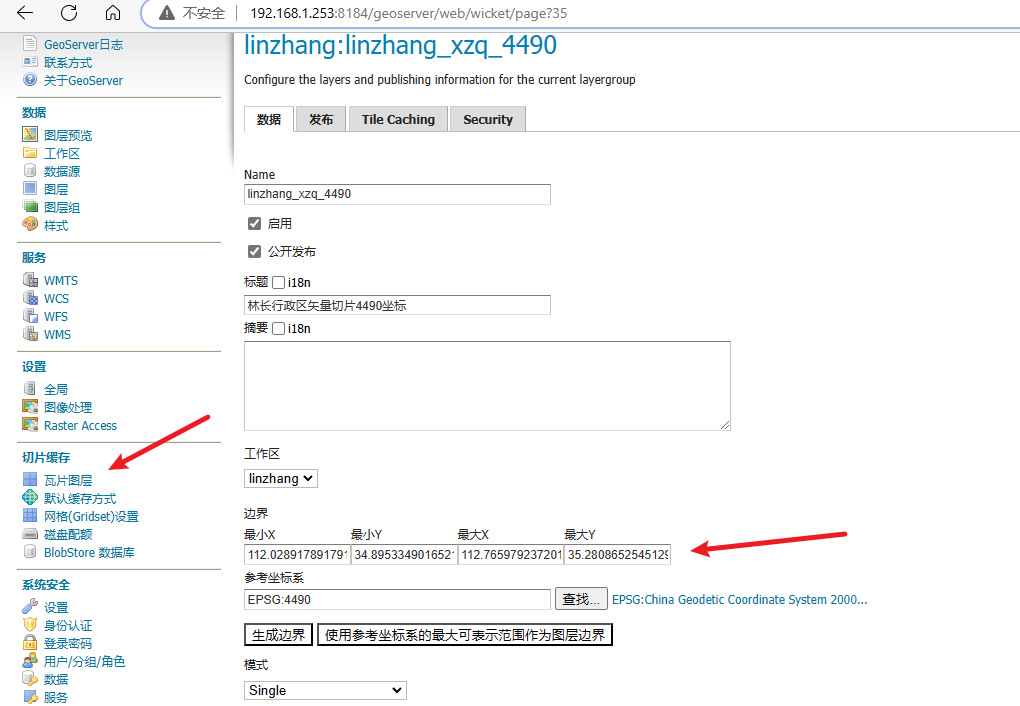 不安全 192.168.1.253:8184/geoserver/web/wicket/page?35
GeoServer日志
联系方式
关于GeoServer
数据
图层预览
工作区
数据源
图层
图层组
样式
服务
WMTS
WCS
WFS
WMS
设置
全局
图像处理
Raster Access
切片缓存
瓦片图层
默认缓存方式
网格(Gridset)设置
磁盘配额
BlobStore 数据库
系统安全
设置
身份认证
登录密码
用户/分组/角色
数据
服务
linzhang:linzhang_xzq_4490
Configure the layers and publishing information for the current layergroup
数据 发布 Tile Caching Security
Name
linzhang_xzq_4490
启用
公开发布
标题 i18n
林长行政区矢量切片4490坐标
摘要 i18n
工作区
linzhang
边界
最小X 最小Y 最大X 最大Y
112.028917891791 34.895334901652 112.765979237201 35.280865254512
参考坐标系
EPSG:4490 查找... EPSG:China Geodetic Coordinate System 2000...
生成边界 使用参考坐标系的最大可表示范围作为图层边界
模式
Single